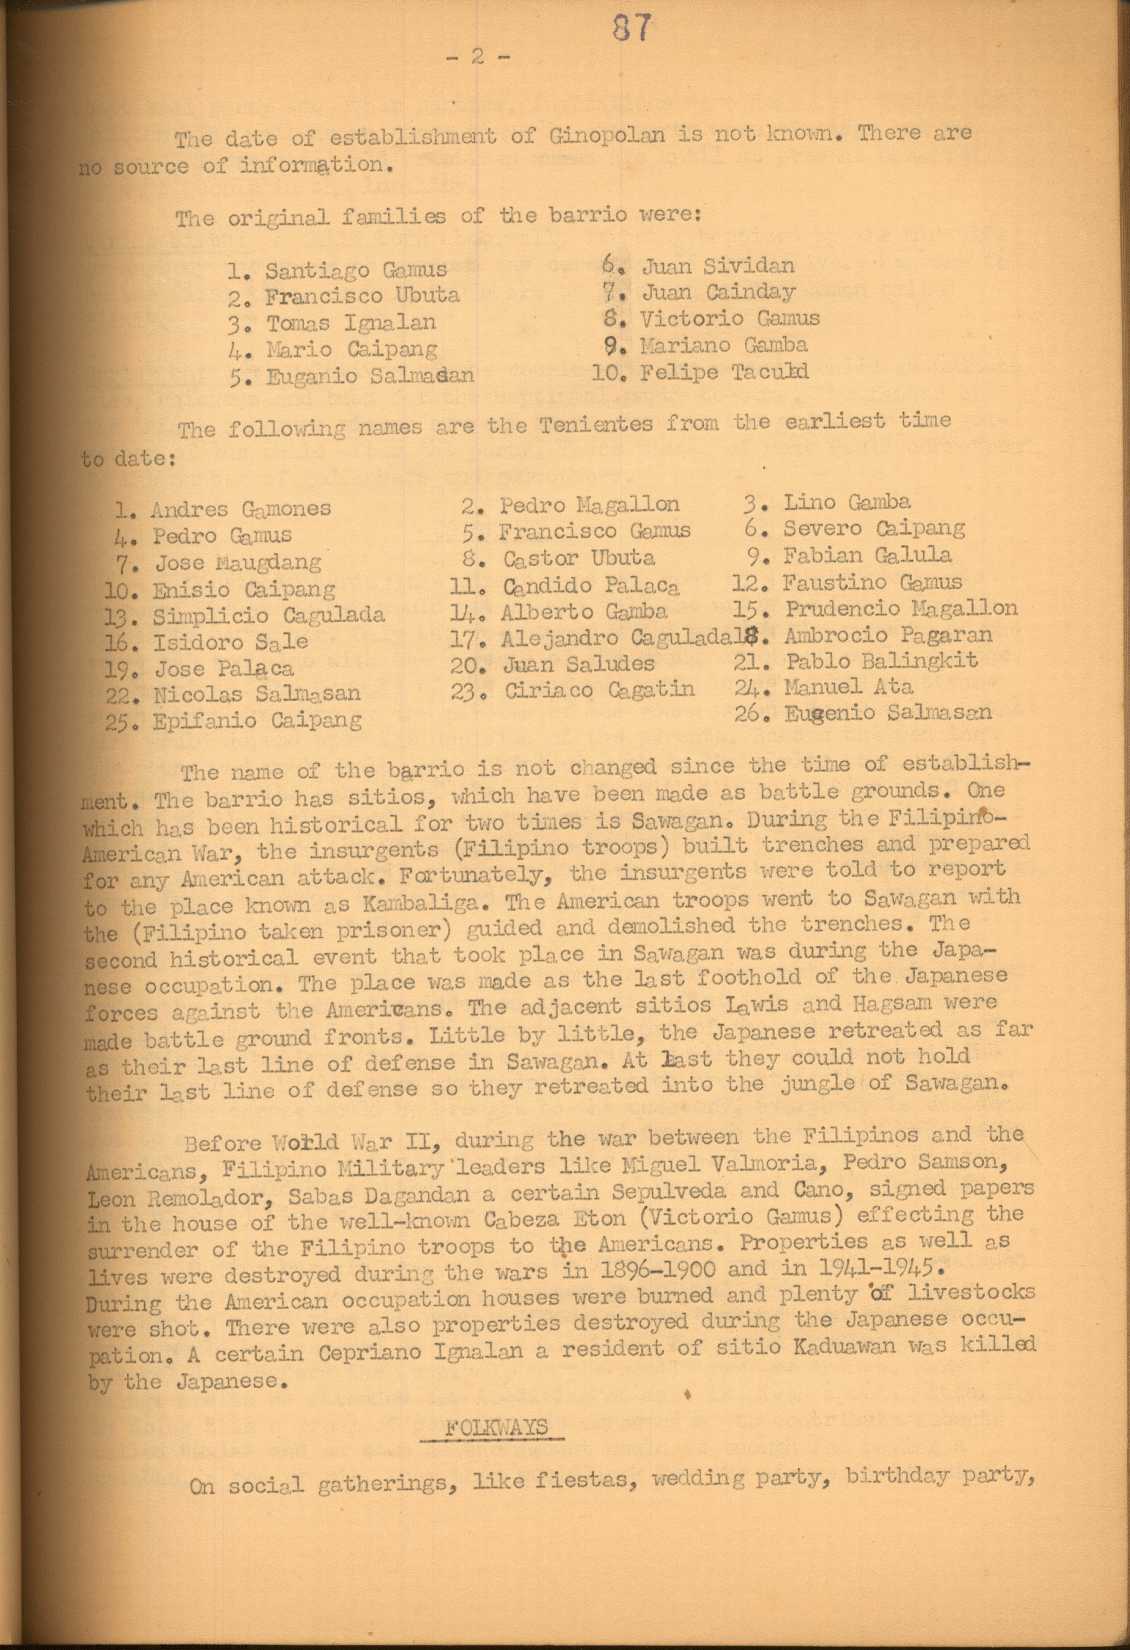 87
- 2 -
The date of establishment of Ginopolan is not known. There are
no source of information.
The original families of the barrio were:
1. Santiago Gamus 6. Juan Sividan
2. Francisco Ubuta 7. Juan Cainday
3. Tomas Ignalan 8. Victorio Gamus
4. Mario Caipang 9. Mariano Gamba
5. Euganio Salmasan 10. Felipe Taculd
The following names are the Tenientes from the earliest time
to date:
1. Andres Gamones 2. Pedro Magallon 3. Lino Gamba
4. Pedro Gamus 5. Francisco Gamus 6. Severo Caipang
7. Jose Maugdang 8. Castor Ubuta 9. Fabian Galula
10. Enisio Caipang 11. Candido Palaca 12. Faustino Gamus
13. Simplicio Cagulada 14. Alberto Gamba 15. Prudencio Magallon
16. Isidoro Sale 17. Alejandro Cagulada 18. Ambrocio Pagaran
19. Jose Palaca 20. Juan Saludes 21. Pablo Balingkit
22. Nicolas Salmasan 23. Ciriaco Cagatin 24. Manuel Ata
25. Epifanio Caipang 26. Eugenio Salmasan
The name of the barrio is not changed since the time of establish-
ment. The barrio has sitios, which have been made as battle grounds. One
which has been historical for two times is Sawagan. During the Filipino-
American War, the insurgents (Filipino troops) built trenches and prepared
for any American attack. Fortunately, the insurgents were told to report
to the place known as Kambaliga. The American troops went to Sawagan with
the (Filipino taken prisoner) guided and demolished the trenches. The
second historical event that took place in Sawagan was during the Japa-
nese occupation. The place was made as the last foothold of the Japanese
forces against the Americans. The adjacent sitios Lawis and Hagsam were
made battle ground fronts. Little by little, the Japanese retreated as far
as their last line of defense in Sawagan. At last they could not hold
their last line of defense so they retreated into the jungle of Sawagan.
Before World War II, during the war between the Filipinos and the
Americans, Filipino Military leaders like Miguel Valmoria, Pedro Samson,
Leon Remolador, Sabas Dagandan a certain Sepulveda and Cano, signed papers
in the house of the well-known Cabeza Eton (Victorio Gamus) effecting the
surrender of the Filipino troops to the Americans. Properties as well as
lives were destroyed during the wars in 1896-1900 and in 1941-1945.
During the American occupation houses were burned and plenty of livestocks
were shot. There were also properties destroyed during the Japanese occu-
pation. A certain Cepriano Ignalan a resident of sitio Kaduawan was killed
by the Japanese.
FOLKWAYS
On social gatherings, like fiestas, wedding party, birthday party,